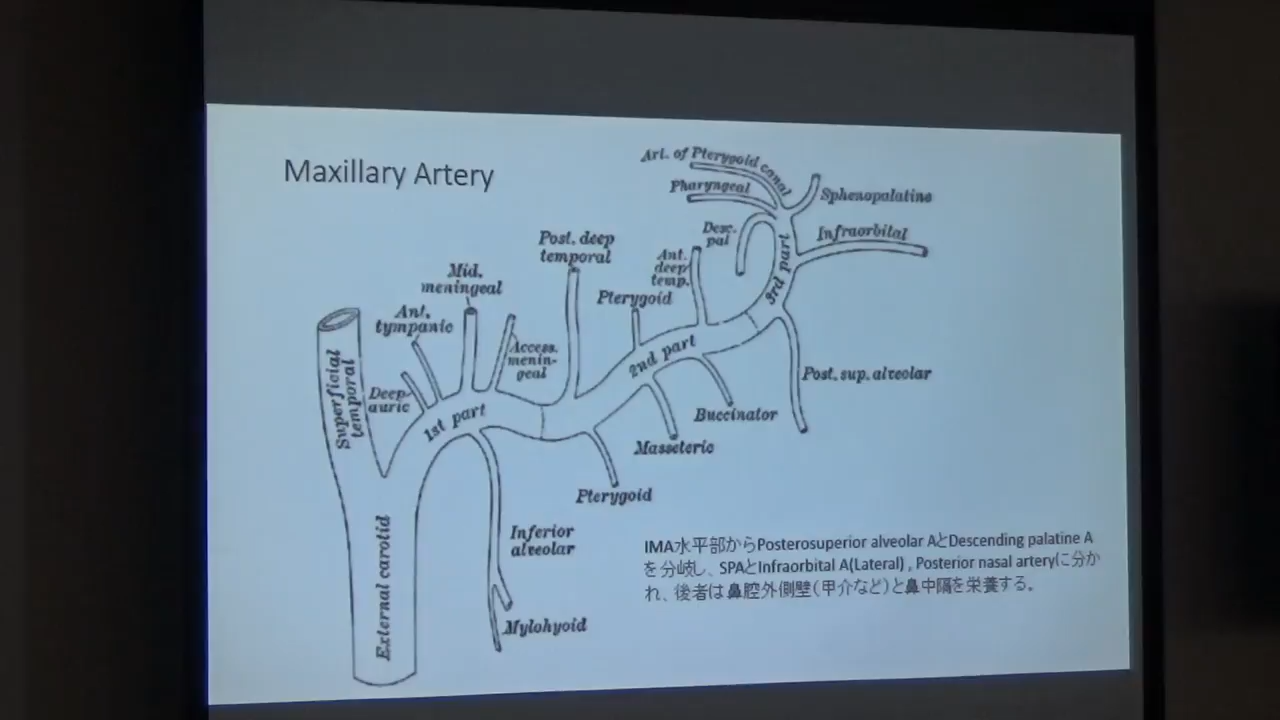 Maxillary Artery
Art. of Pterygoid canal
Pharyngeal
Sphenopalatine
Desc.
pal
Infraorbital
3rd part
Post. deep
temporal
Ant.
deep
temp.
Mid.
meningeal
Pterygoid
Ant.
tympanic
Access.
menin-
geal
2nd part
Superficial
temporal
Deep
auric
1st part
Post. sup. alveolar
Buccinator
Masseteric
Pterygoid
External carotid
Inferior
alveolar
Mylohyoid
IMA水平部からPosterosuperior alveolar AとDescending palatine A
を分岐し、SPAとInfraorbital A(Lateral) , Posterior nasal arteryに分か
れ、後者は鼻腔外側壁(甲介など)と鼻中隔を栄養する。